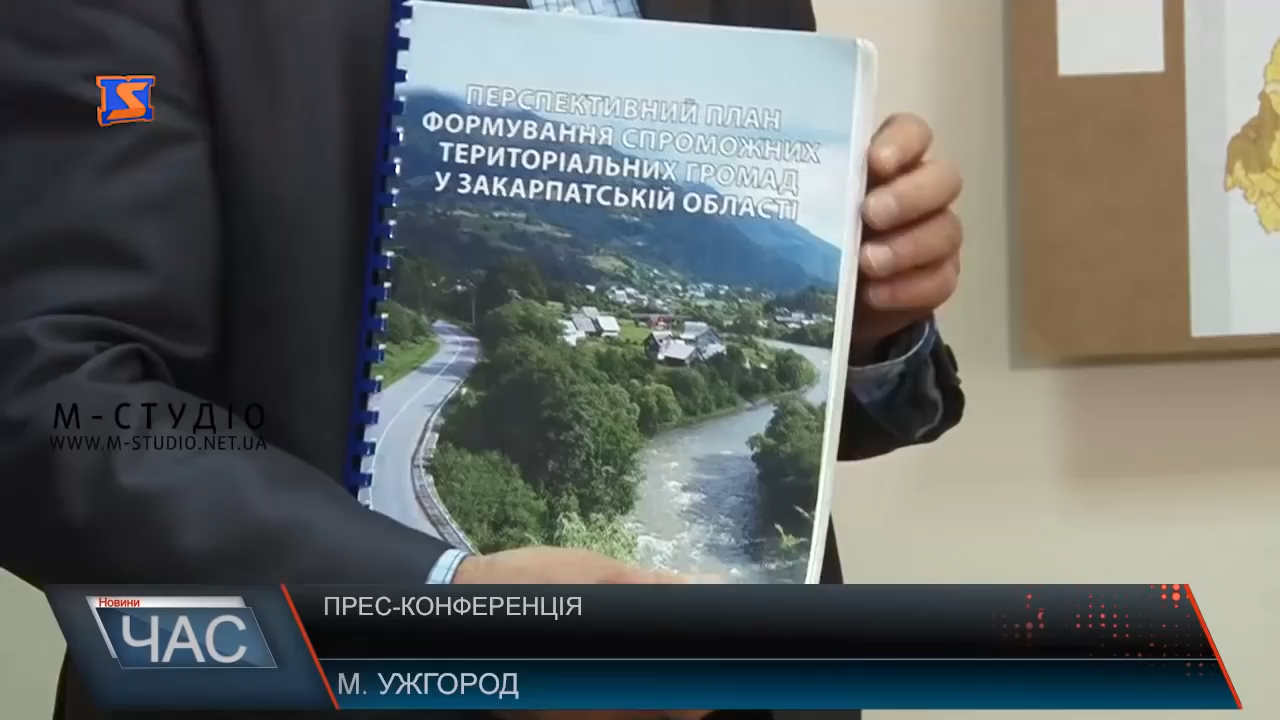 ПЕРСПЕКТИВНИЙ ПЛАН
ФОРМУВАННЯ СПРОМОЖНИХ
ТЕРИТОРІАЛЬНИХ ГРОМАД
У ЗАКАРПАТСЬКІЙ ОБЛАСТІ
М-СТУДІО
WWW.M-STUDIO.NET.UA
Новини
ЧАС
ПРЕС-КОНФЕРЕНЦІЯ
М. УЖГОРОД